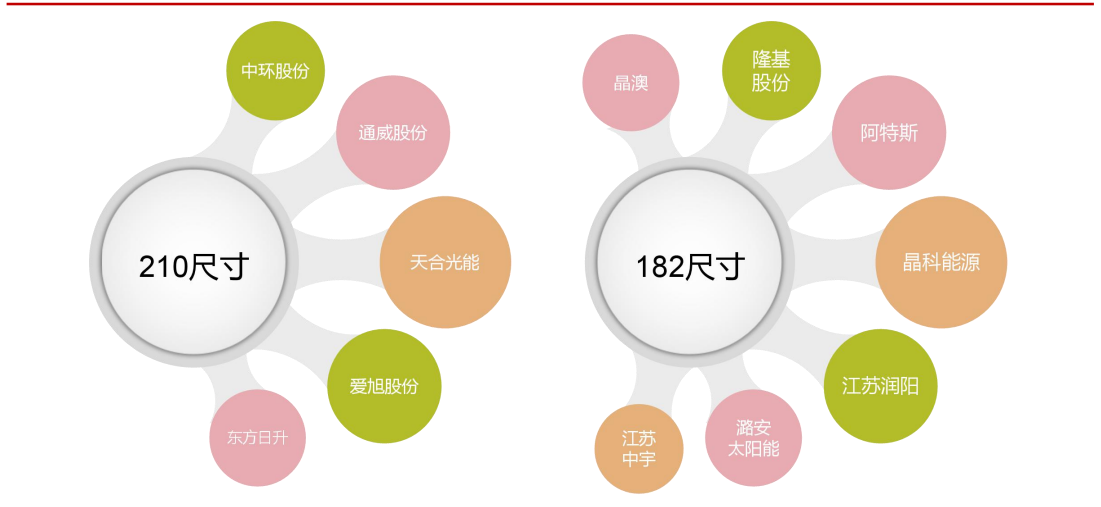 中环股份
通威股份
210尺寸
天合光能
爱旭股份
东方日升
晶澳
隆基
股份
阿特斯
182尺寸
晶科能源
江苏润阳
潞安
太阳能
江苏
中宇